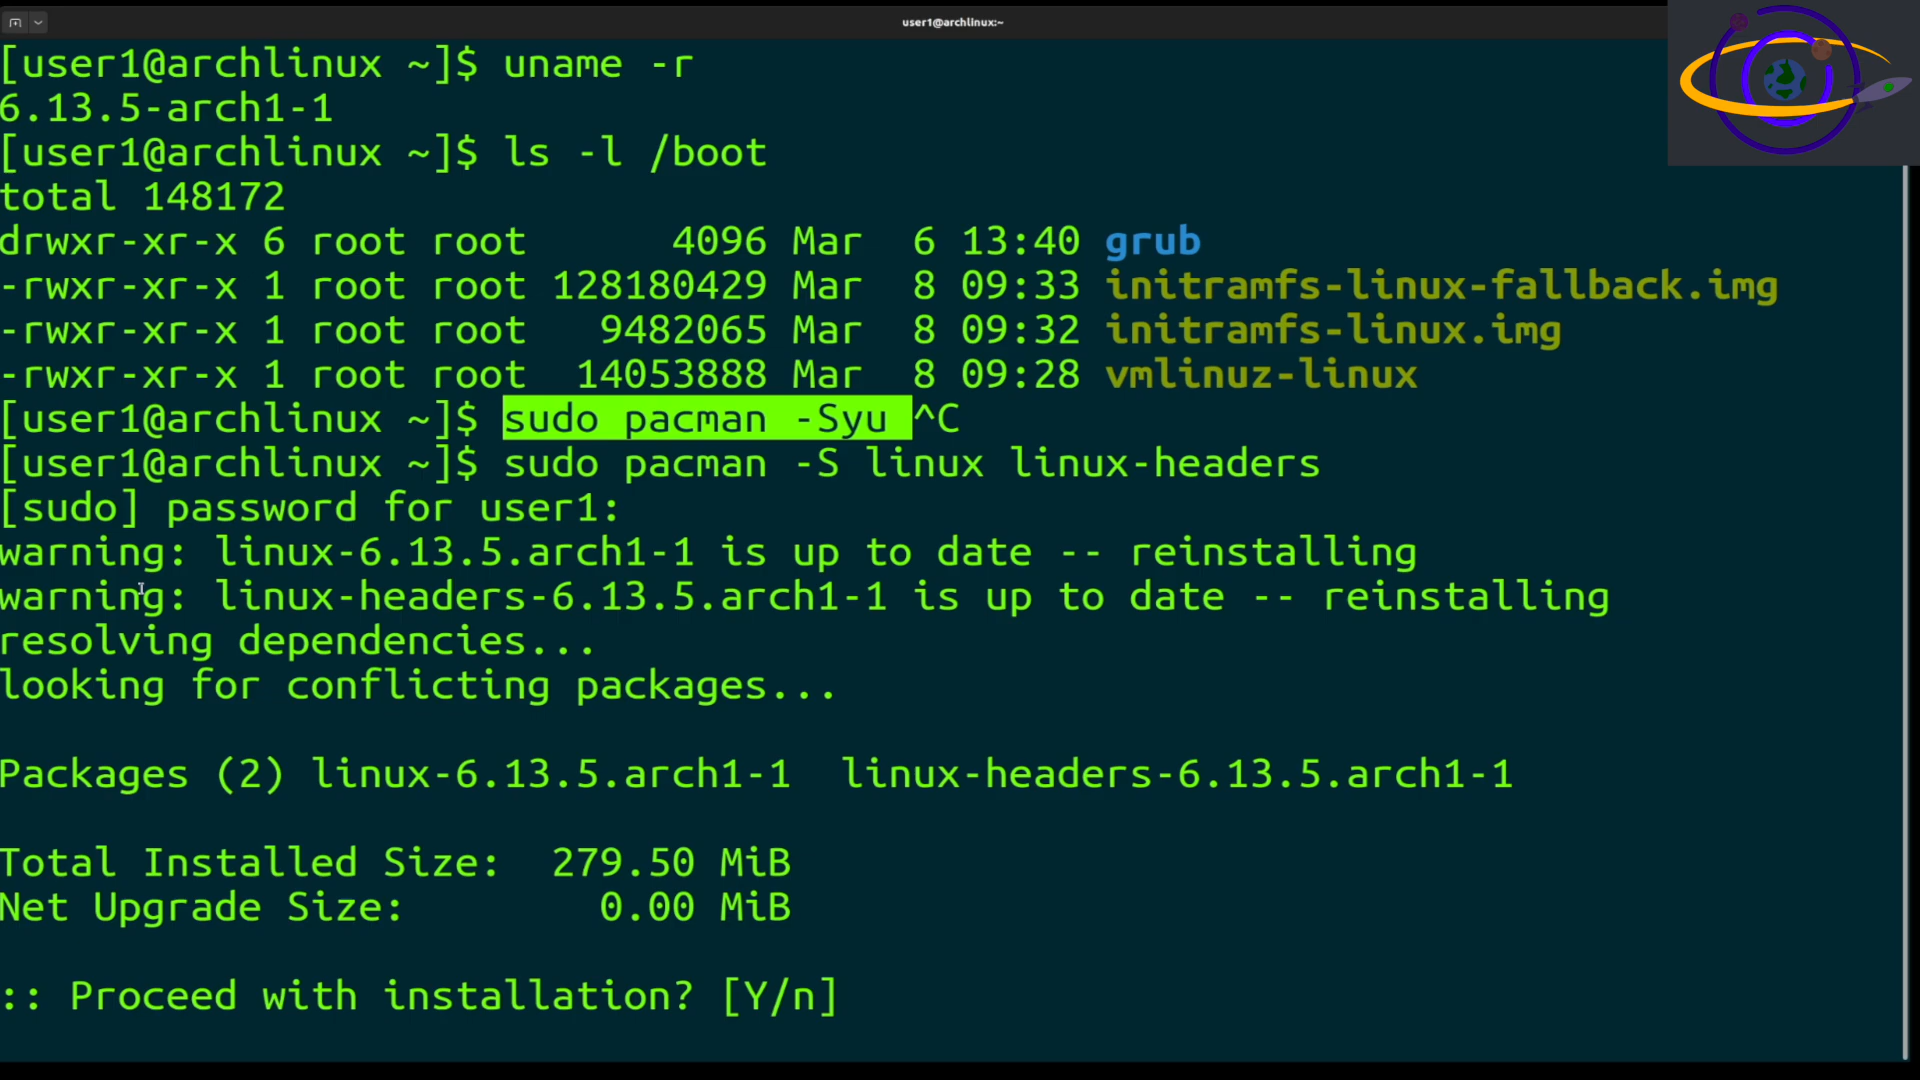 user1@archlinux:~
[user1@archlinux ~]$ uname -r
6.13.5-arch1-1
[user1@archlinux ~]$ ls -l /boot
total 148172
drwxr-xr-x 6 root root      4096 Mar  6 13:40 grub
-rwxr-xr-x 1 root root 128180429 Mar  8 09:33 initramfs-linux-fallback.img
-rwxr-xr-x 1 root root   9482065 Mar  8 09:32 initramfs-linux.img
-rwxr-xr-x 1 root root  14053888 Mar  8 09:28 vmlinuz-linux
[user1@archlinux ~]$ sudo pacman -Syu ^C
[user1@archlinux ~]$ sudo pacman -S linux linux-headers
[sudo] password for user1:
warning: linux-6.13.5.arch1-1 is up to date -- reinstalling
warning: linux-headers-6.13.5.arch1-1 is up to date -- reinstalling
resolving dependencies...
looking for conflicting packages...
Packages (2) linux-6.13.5.arch1-1  linux-headers-6.13.5.arch1-1
Total Installed Size:  279.50 MiB
Net Upgrade Size:        0.00 MiB
:: Proceed with installation? [Y/n]